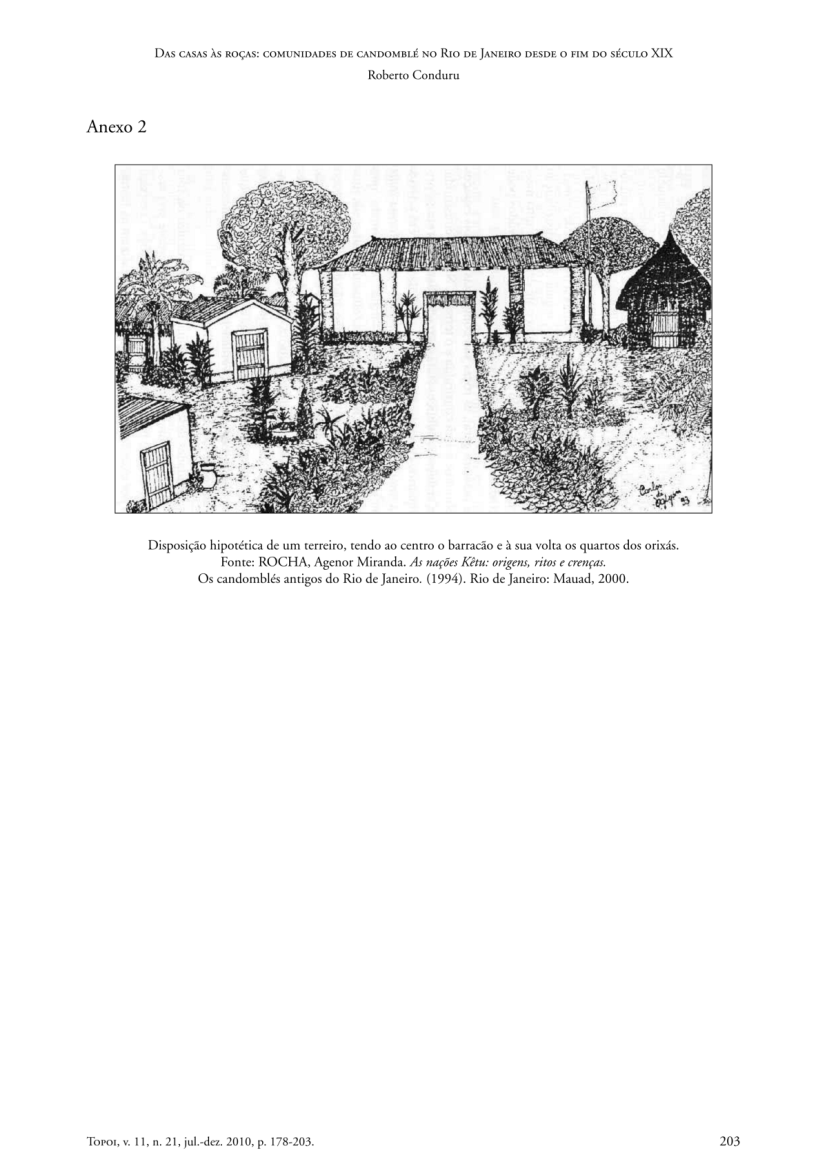 Das casas às roças: comunidades de candomblé no Rio de Janeiro desde o fim do século XIX
Roberto Conduru
Anexo 2
Disposição hipotética de um terreiro, tendo ao centro o barracão e à sua volta os quartos dos orixás.
Fonte: ROCHA, Agenor Miranda. As nações Kêtu: origens, ritos e crenças.
Os candomblés antigos do Rio de Janeiro. (1994). Rio de Janeiro: Mauad, 2000.
Topoi, v. 11, n. 21, jul.-dez. 2010, p. 178-203.
203